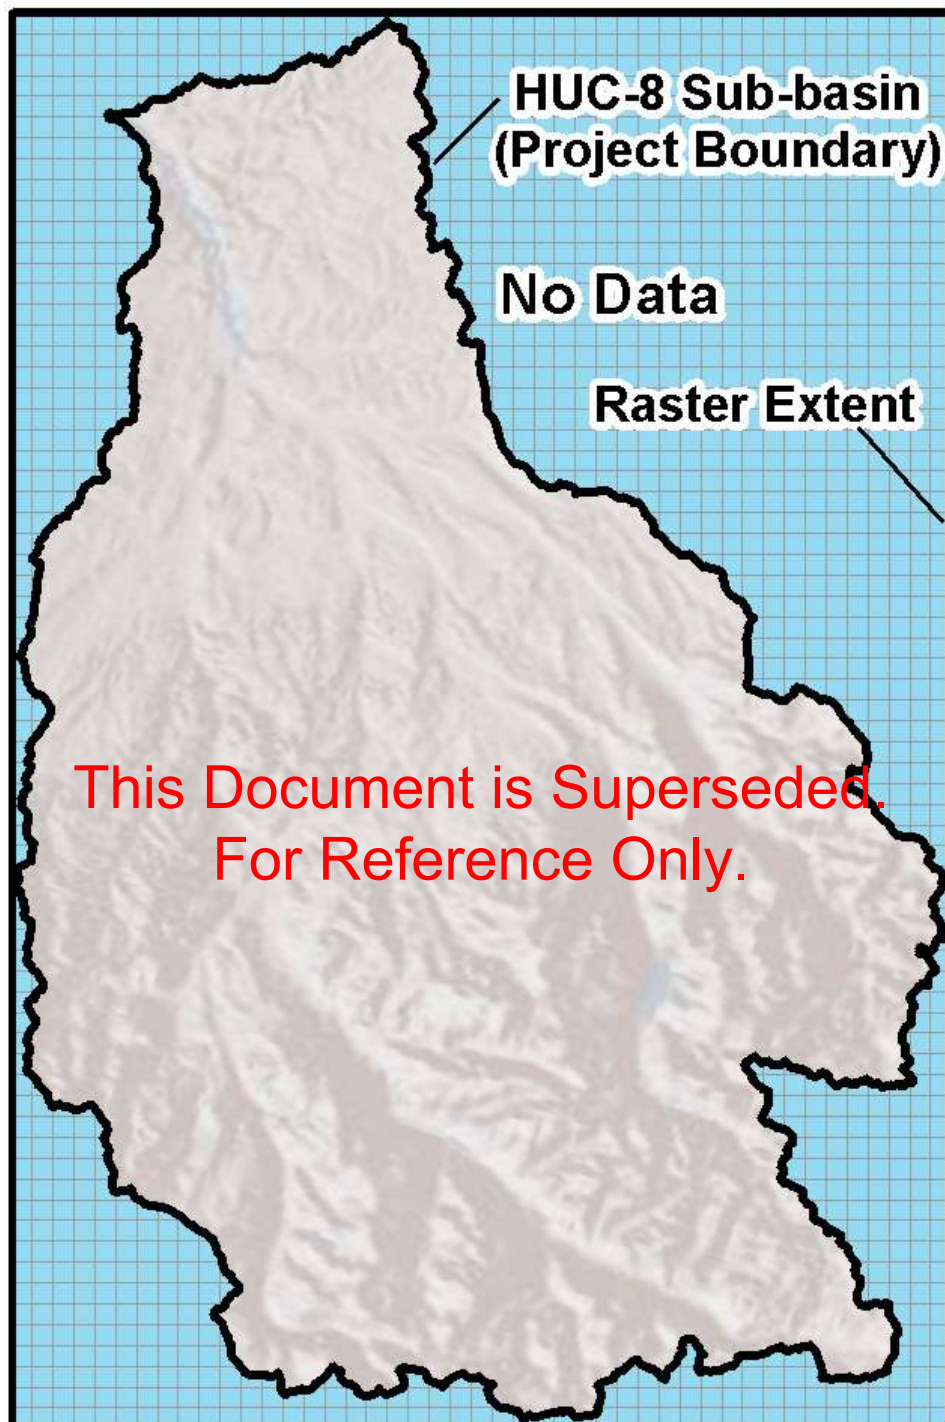 HUC-8 Sub-basin
(Project Boundary)
No Data
Raster Extent
This Document is Superseded.
For Reference Only.